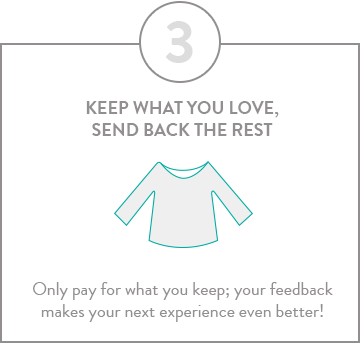 3
KEEP WHAT YOU LOVE,
SEND BACK THE REST
Only pay for what you keep; your feedback
makes your next experience even better!